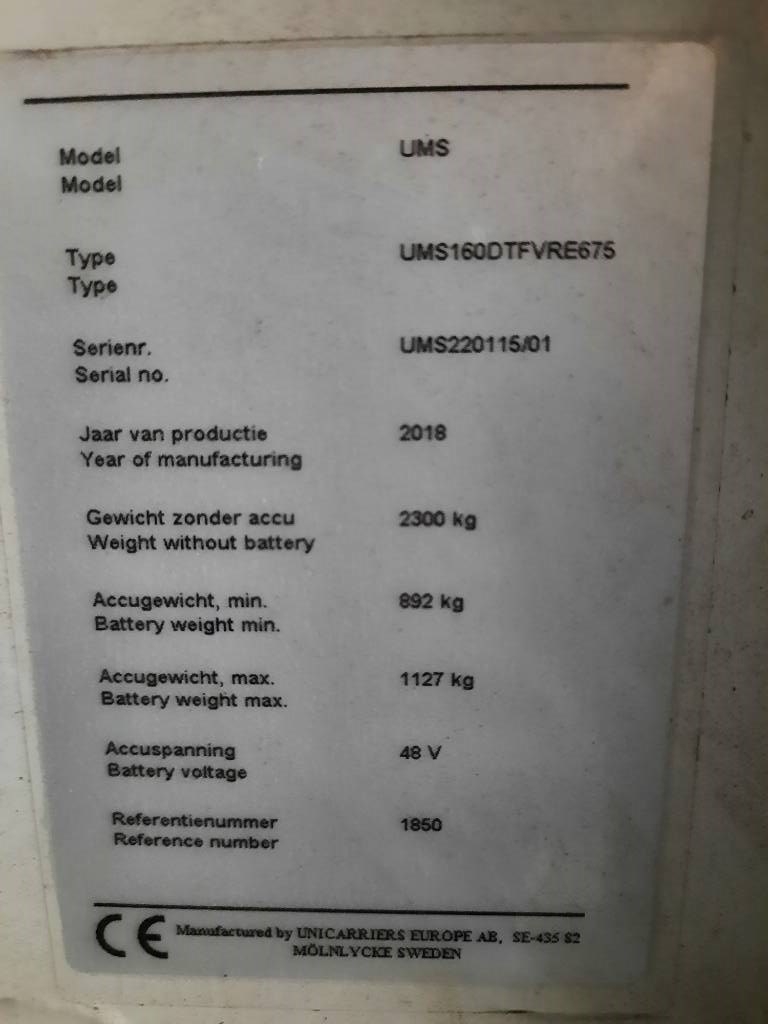 Model UMS
Model
Type UMS160DTFVRE675
Type
Serienr. UMS220115/01
Serial no.
Jaar van productie 2018
Year of manufacturing
Gewicht zonder accu 2300 kg
Weight without battery
Accugewicht, min. 892 kg
Battery weight min.
Accugewicht, max. 1127 kg
Battery weight max.
Accuspanning 48 V
Battery voltage
Referentienummer 1850
Reference number
CE Manufactured by UNICARRIERS EUROPE AB, SE-435 82
MÖLNLYCKE SWEDEN